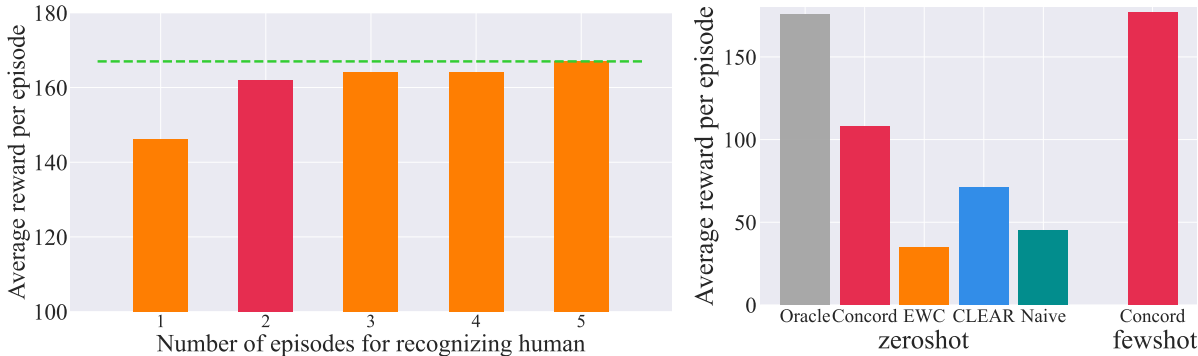 Average reward per episode
180
160
140
120
100
1 2 3 4 5
Number of episodes for recognizing human
Average reward per episode
150
100
50
0
Oracle Concord EWC CLEAR Naive Concord
zeroshot fewshot